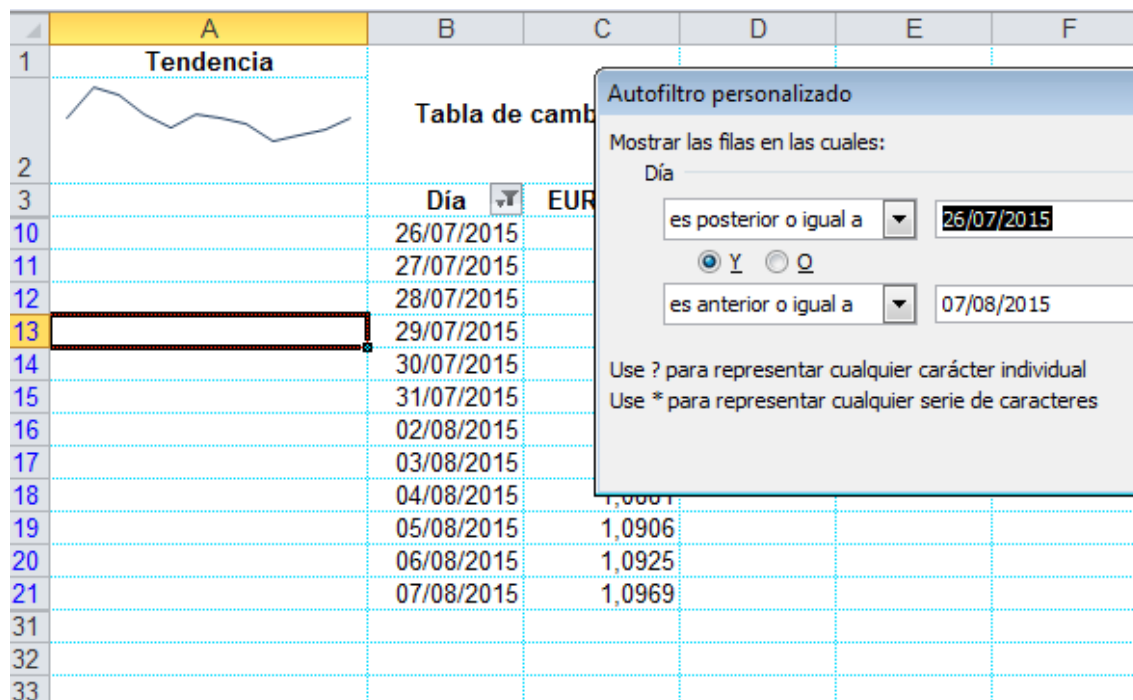 A B C D E F
1 Tendencia
2 Tabla de camb
3 Día EUR
10 26/07/2015
11 27/07/2015
12 28/07/2015
13 29/07/2015
14 30/07/2015
15 31/07/2015
16 02/08/2015
17 03/08/2015
18 04/08/2015
19 05/08/2015 1,0906
20 06/08/2015 1,0925
21 07/08/2015 1,0969
31
32
33
Autofiltro personalizado
Mostrar las filas en las cuales:
Día
es posterior o igual a 26/07/2015
Y O
es anterior o igual a 07/08/2015
Use ? para representar cualquier carácter individual
Use * para representar cualquier serie de caracteres